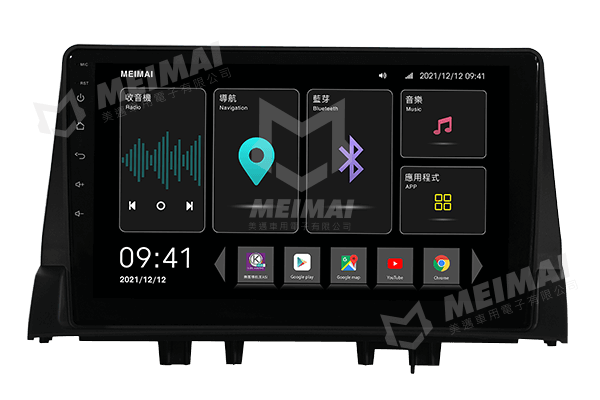 MIC
RST
MEIMAI
2021/12/12 09:41
收音機
Radio
導航
Navigation
藍芽
Bluetooth
音樂
Music
應用程式
APP
09:41
2021/12/12
Google play
Google map
YouTube
Chrome
MEIMAI
美邁車用電子有限公司
MEIMAI
美邁車用電子有限公司
MEIMAI
美邁車用電子有限公司